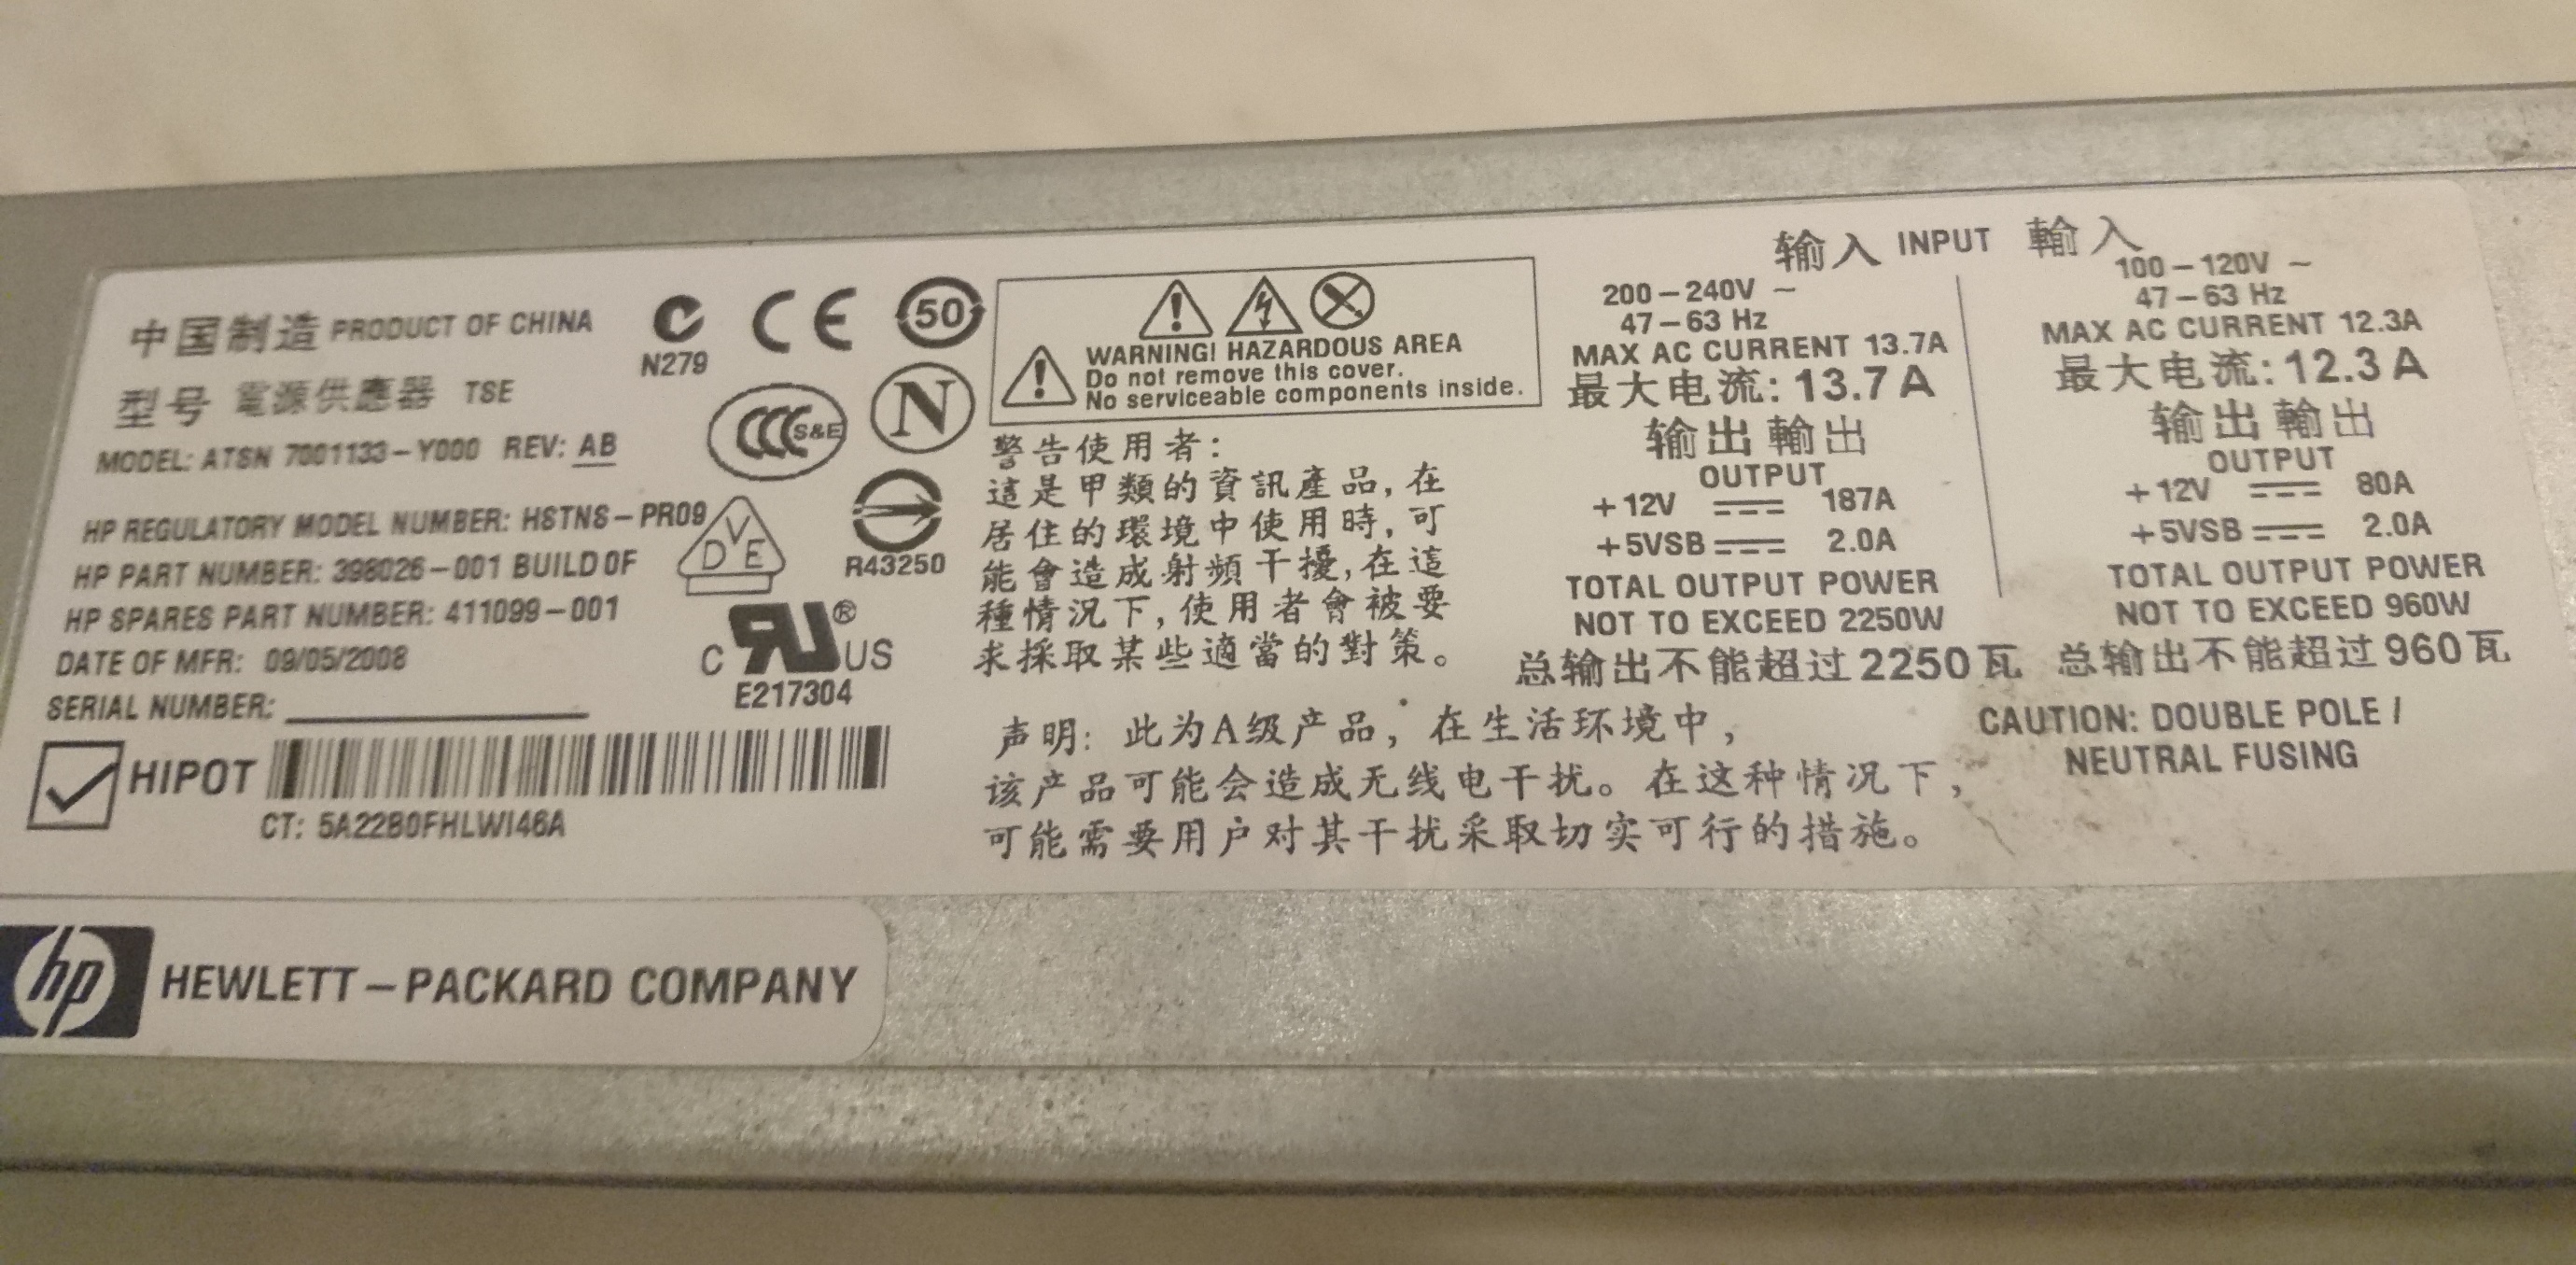 中国制造 PRODUCT OF CHINA
型号 電源供應器 TSE
MODEL: ATSN 7001133-Y000 REV: AB
HP REGULATORY MODEL NUMBER: HSTNS-PR09
HP PART NUMBER: 398026-001 BUILD OF
HP SPARES PART NUMBER: 411099-001
DATE OF MFR: 09/05/2008
SERIAL NUMBER:
HIPOT
CT: 5A22B0FHLWI46A
N279
CE
50
CCC S&E
N
VDE
R43250
C RU ® US
E217304
WARNING! HAZARDOUS AREA
Do not remove this cover.
No serviceable components inside.
警告使用者:
這是甲類的資訊產品,在
居住的環境中使用時,可
能會造成射頻干擾,在這
種情況下,使用者會被要
求採取某些適當的對策。
声明: 此为A级产品,在生活环境中,
该产品可能会造成无线电干扰。在这种情况下,
可能需要用户对其干扰采取切实可行的措施。
输入 INPUT 輸入
200-240V ~
47-63 Hz
MAX AC CURRENT 13.7A
最大电流: 13.7A
输出 輸出
OUTPUT
+12V ⎓ 187A
+5VSB ⎓ 2.0A
TOTAL OUTPUT POWER
NOT TO EXCEED 2250W
总输出不能超过2250瓦
100-120V ~
47-63 Hz
MAX AC CURRENT 12.3A
最大电流: 12.3A
输出 輸出
OUTPUT
+12V ⎓ 80A
+5VSB ⎓ 2.0A
TOTAL OUTPUT POWER
NOT TO EXCEED 960W
总输出不能超过960瓦
CAUTION: DOUBLE POLE /
NEUTRAL FUSING
hp HEWLETT-PACKARD COMPANY